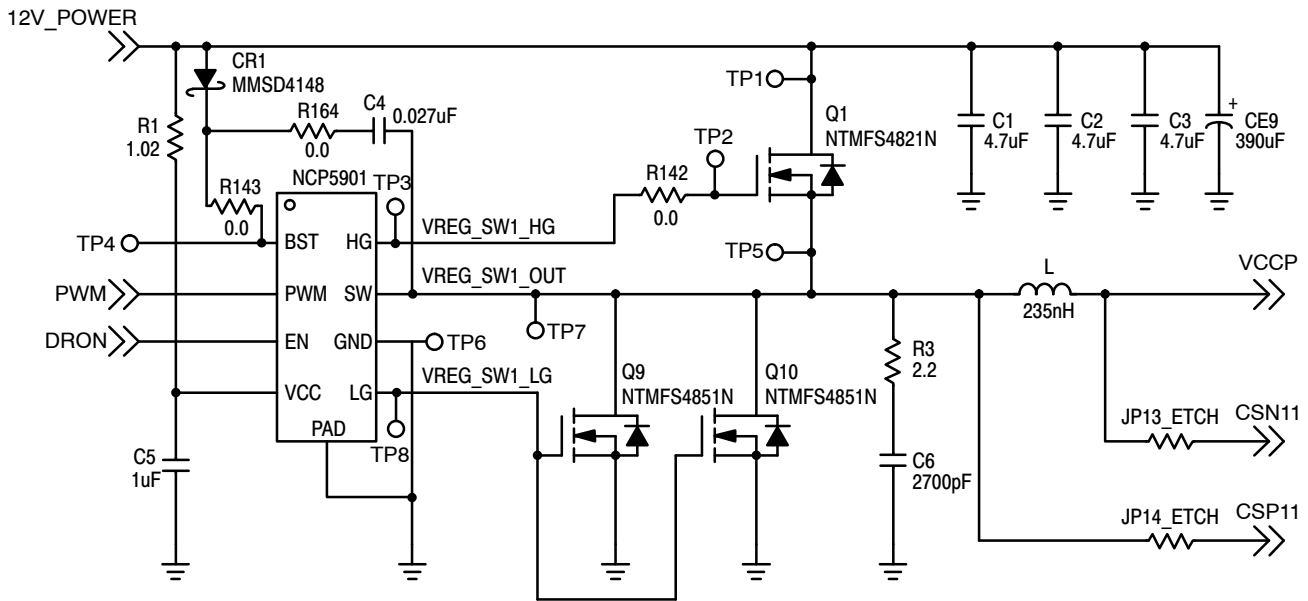 12V_POWER
CR1
MMSD4148
R1
1.02
R164
0.0
C4
0.027uF
TP1
Q1
NTMFS4821N
C1
4.7uF
C2
4.7uF
C3
4.7uF
+
CE9
390uF
R143
0.0
NCP5901
TP3
TP2
R142
0.0
TP4
BST
HG
VREG_SW1_HG
TP5
PWM
PWM
SW
VREG_SW1_OUT
L
235nH
VCCP
TP7
DRON
EN
GND
TP6
R3
2.2
VCC
LG
VREG_SW1_LG
Q9
NTMFS4851N
Q10
NTMFS4851N
JP13_ETCH
CSN11
PAD
TP8
C5
1uF
C6
2700pF
JP14_ETCH
CSP11